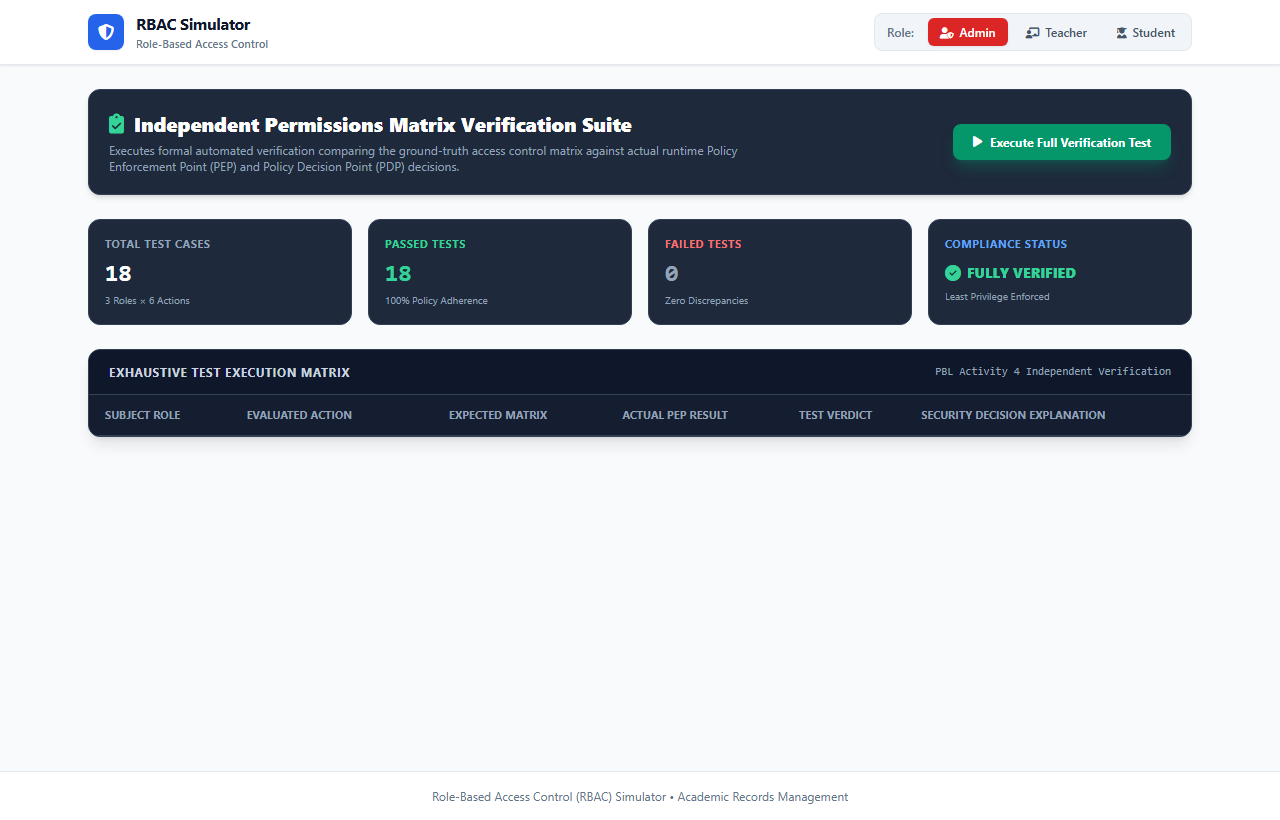 RBAC Simulator
Role-Based Access Control
Role: Admin Teacher Student
Independent Permissions Matrix Verification Suite
Executes formal automated verification comparing the ground-truth access control matrix against actual runtime Policy
Enforcement Point (PEP) and Policy Decision Point (PDP) decisions.
Execute Full Verification Test
TOTAL TEST CASES
18
3 Roles × 6 Actions
PASSED TESTS
18
100% Policy Adherence
FAILED TESTS
0
Zero Discrepancies
COMPLIANCE STATUS
FULLY VERIFIED
Least Privilege Enforced
EXHAUSTIVE TEST EXECUTION MATRIX
PBL Activity 4 Independent Verification
SUBJECT ROLE EVALUATED ACTION EXPECTED MATRIX ACTUAL PEP RESULT TEST VERDICT SECURITY DECISION EXPLANATION
Role-Based Access Control (RBAC) Simulator • Academic Records Management